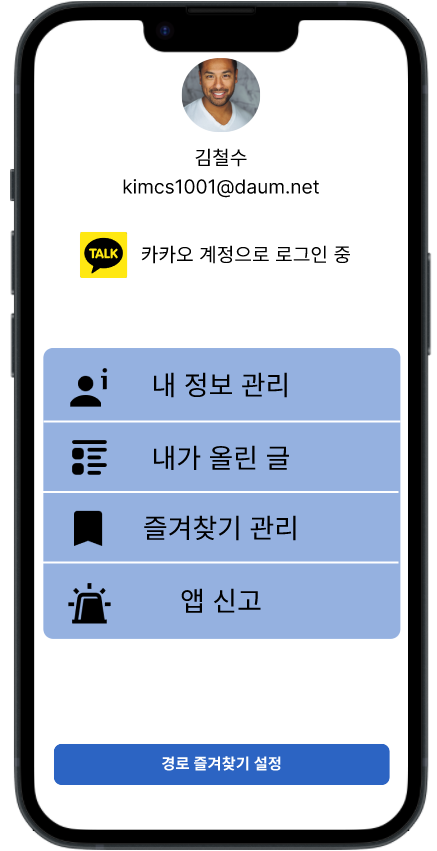 김철수
kimcs1001@daum.net
TALK
카카오 계정으로 로그인 중
내 정보 관리
내가 올린 글
즐겨찾기 관리
앱 신고
경로 즐겨찾기 설정